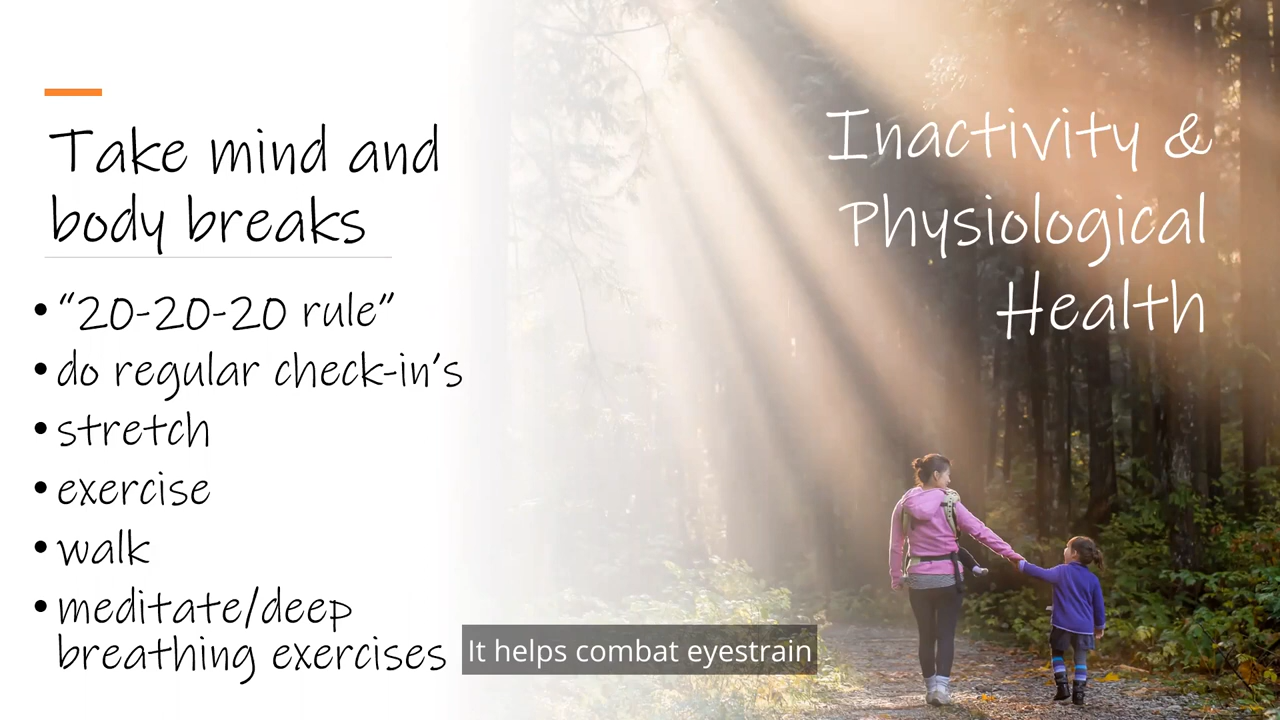 Take mind and
body breaks
• “20-20-20 rule”
• do regular check-in’s
• stretch
• exercise
• walk
• meditate/deep
breathing exercises
Inactivity &
Physiological
Health
It helps combat eyestrain